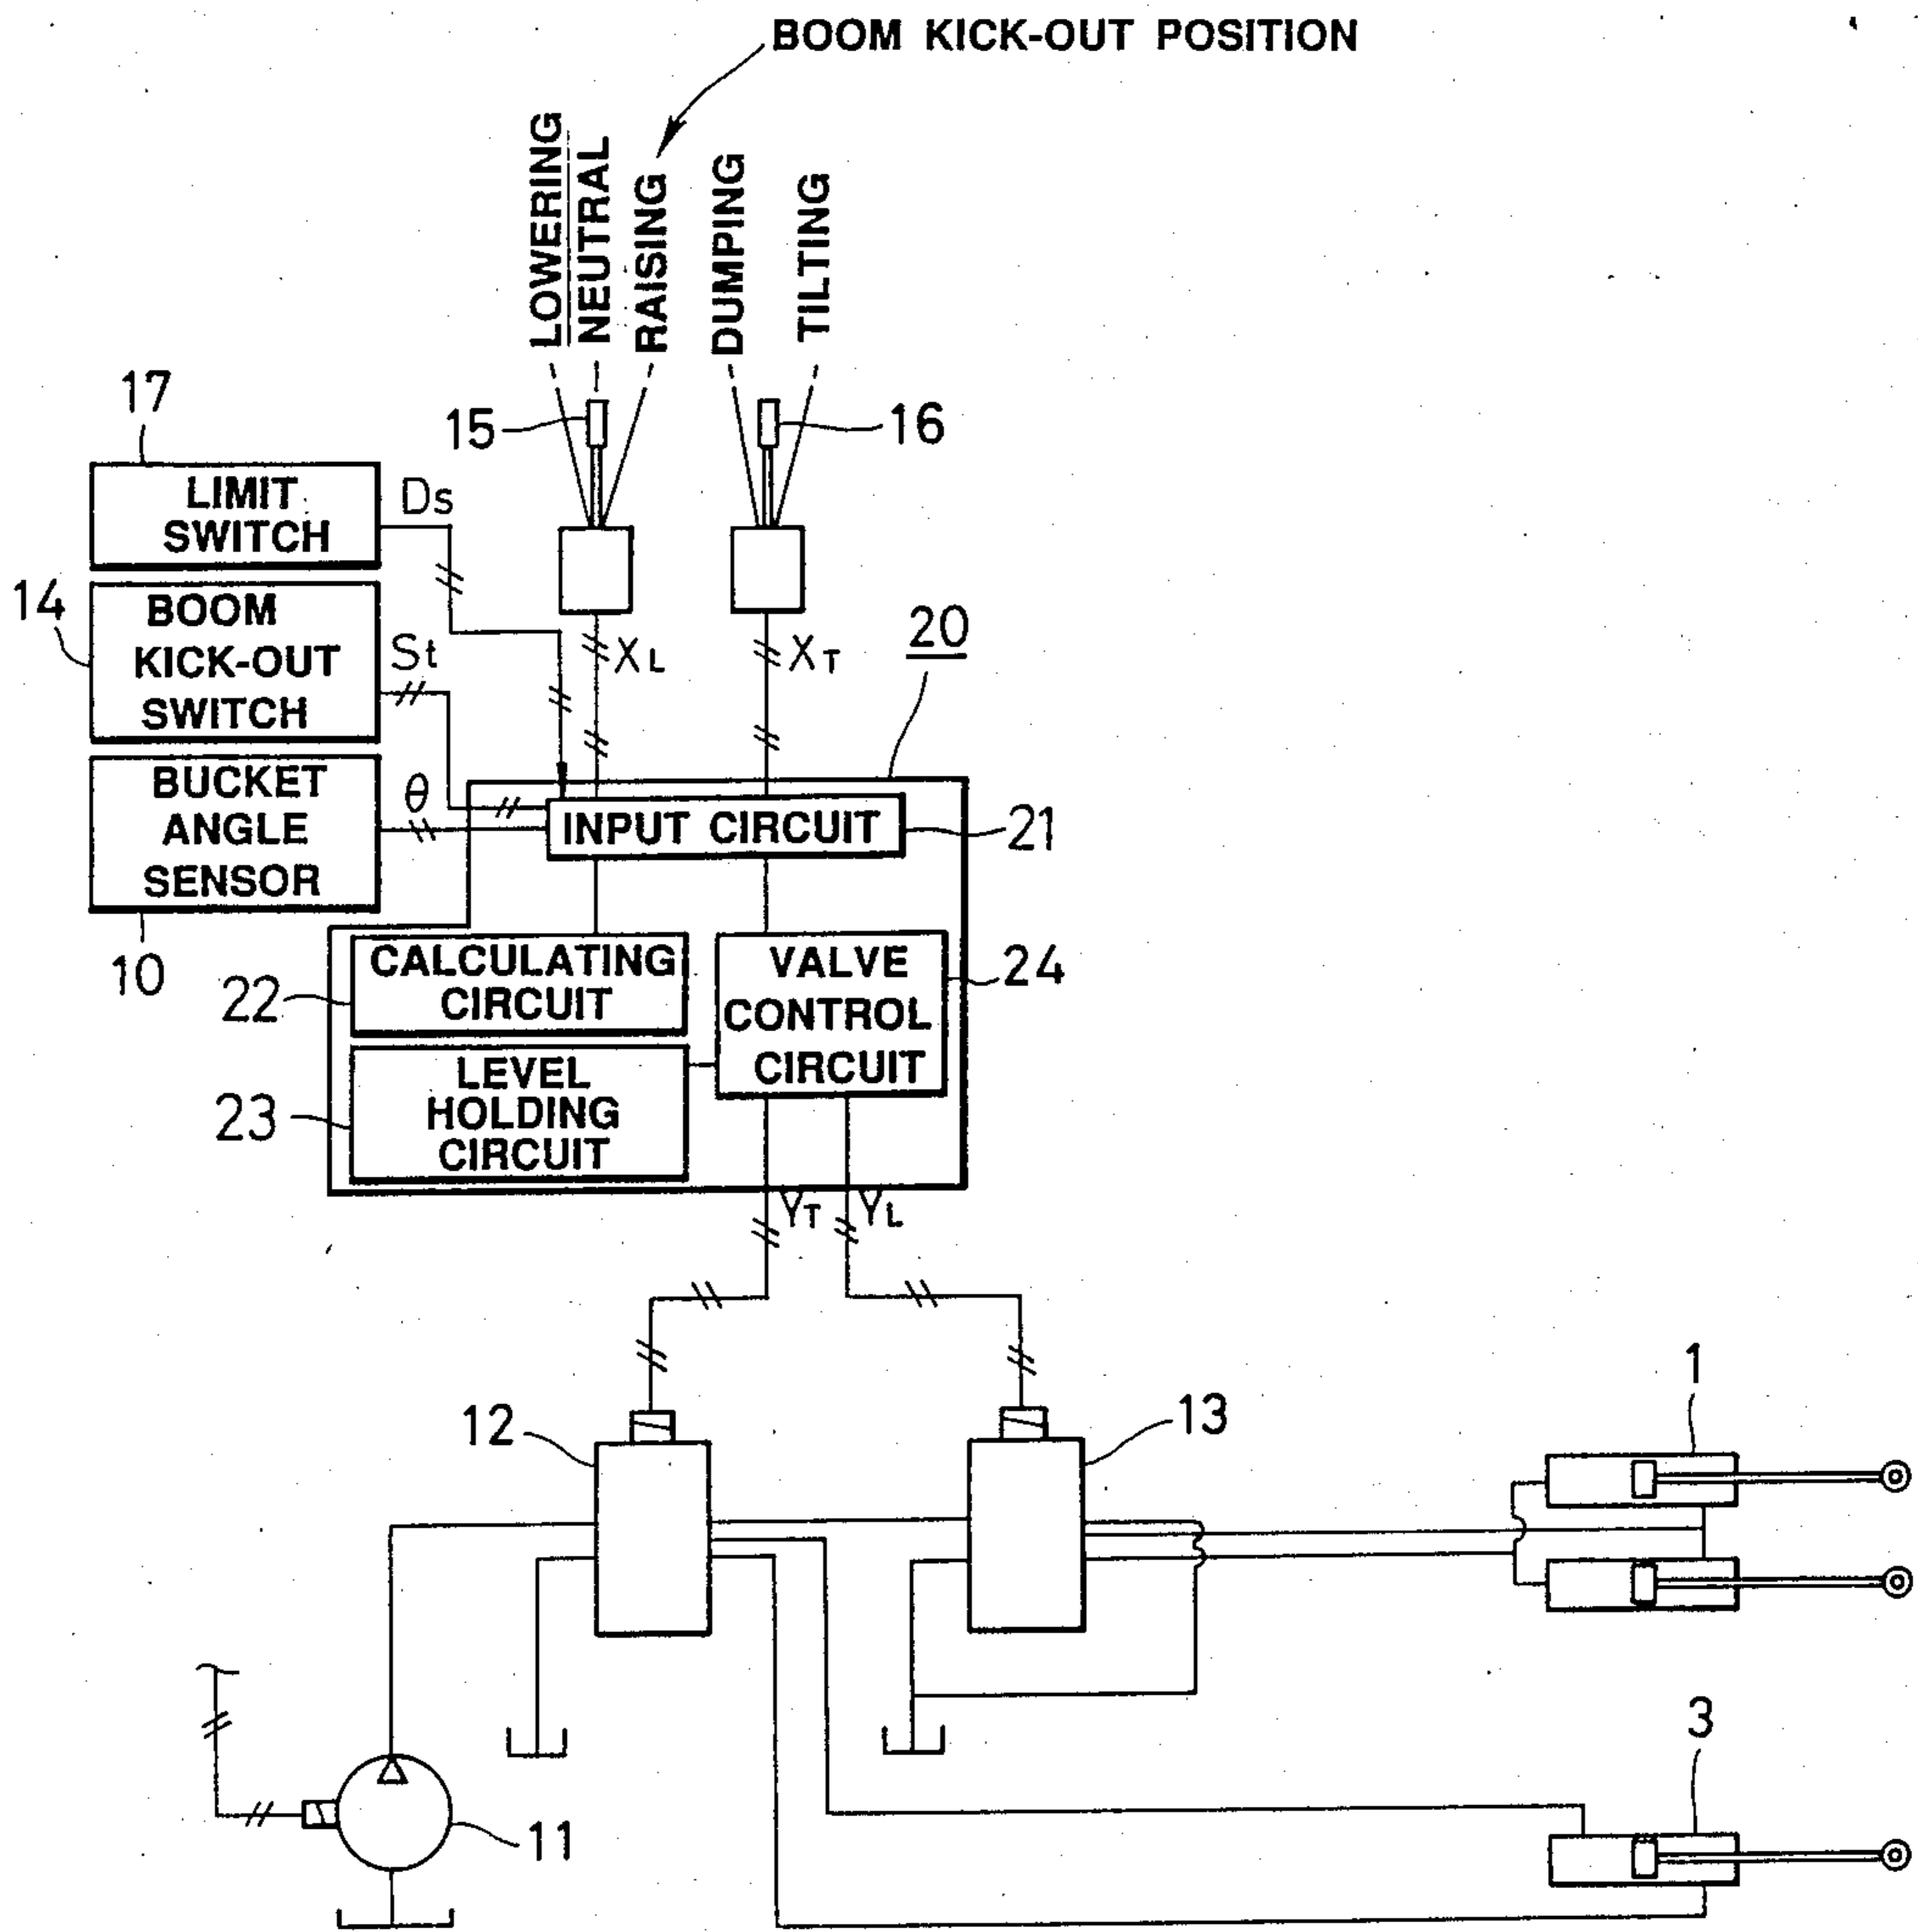 BOOM KICK-OUT POSITION
LOWERING
NEUTRAL
RAISING
DUMPING
TILTING
17
15
16
LIMIT
SWITCH
Ds
14
BOOM
KICK-OUT
SWITCH
St
XL
XT
20
BUCKET
ANGLE
SENSOR
θ
INPUT CIRCUIT
21
10
CALCULATING
CIRCUIT
22
VALVE
CONTROL
CIRCUIT
24
LEVEL
HOLDING
CIRCUIT
23
YT
YL
12
13
1
3
11